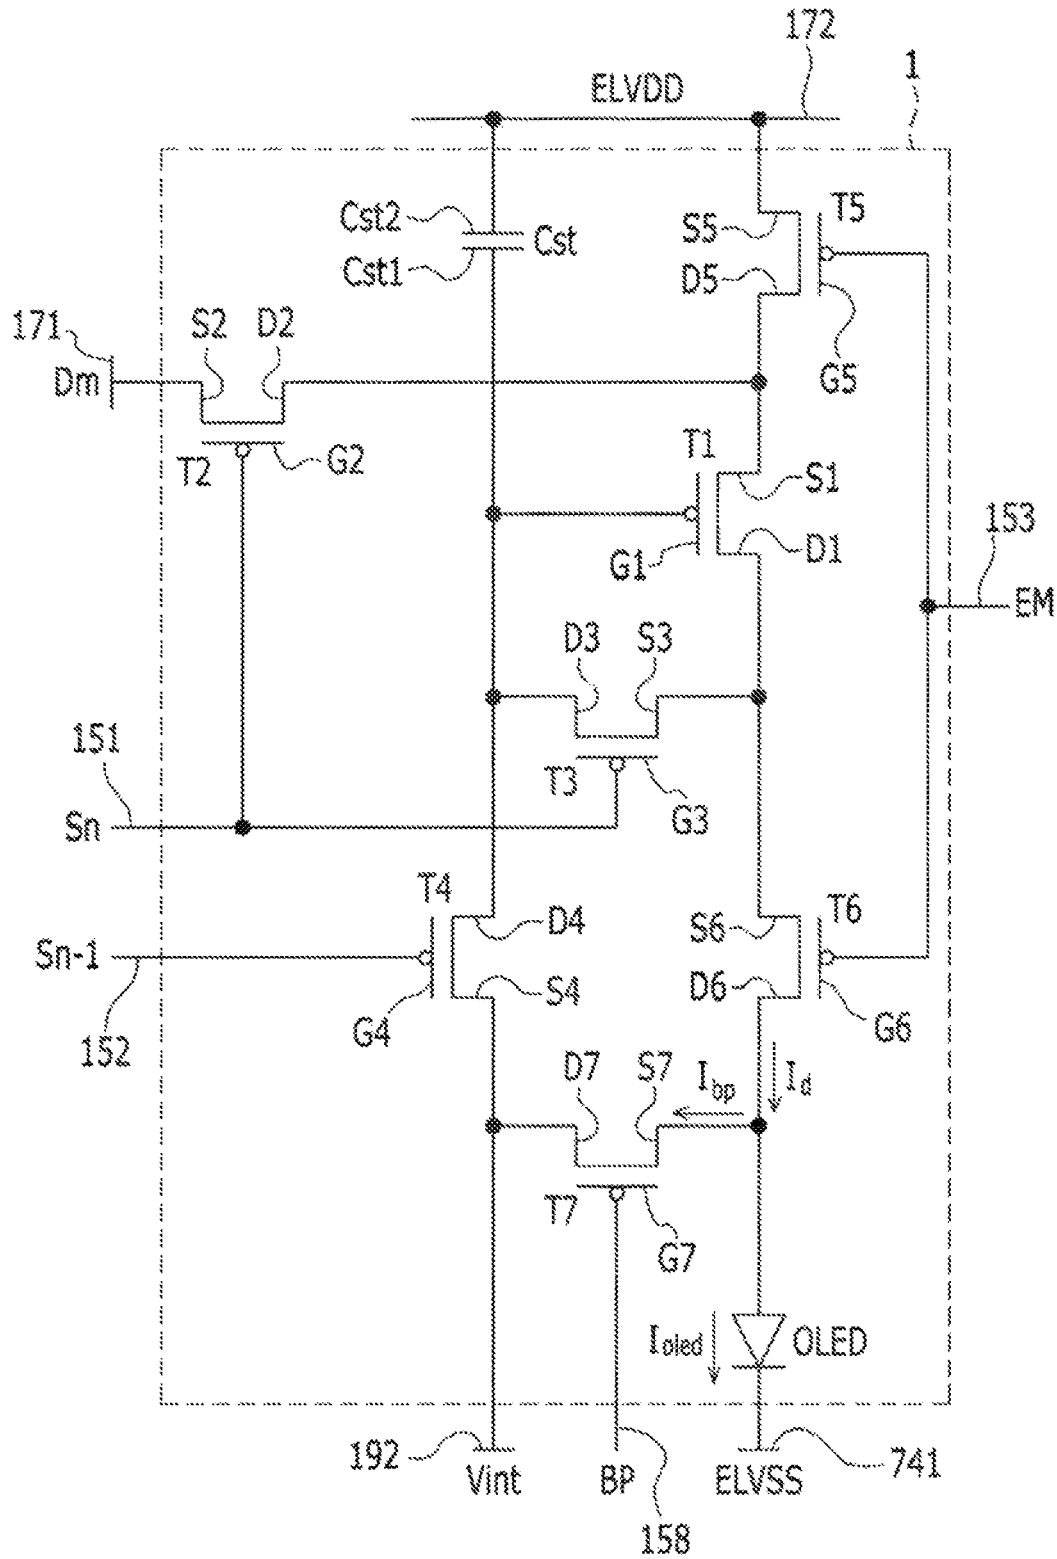 172
ELVDD
1
Cst2
Cst
Cst1
S5
T5
D5
G5
171
S2
D2
Dm
T2
G2
T1
S1
G1
D1
153
EM
D3
S3
151
T3
G3
Sn
T4
D4
S6
T6
Sn-1
S4
D6
G4
G6
152
D7
S7
Ibp
Id
T7
G7
Ioled
OLED
192
Vint
BP
ELVSS
741
158